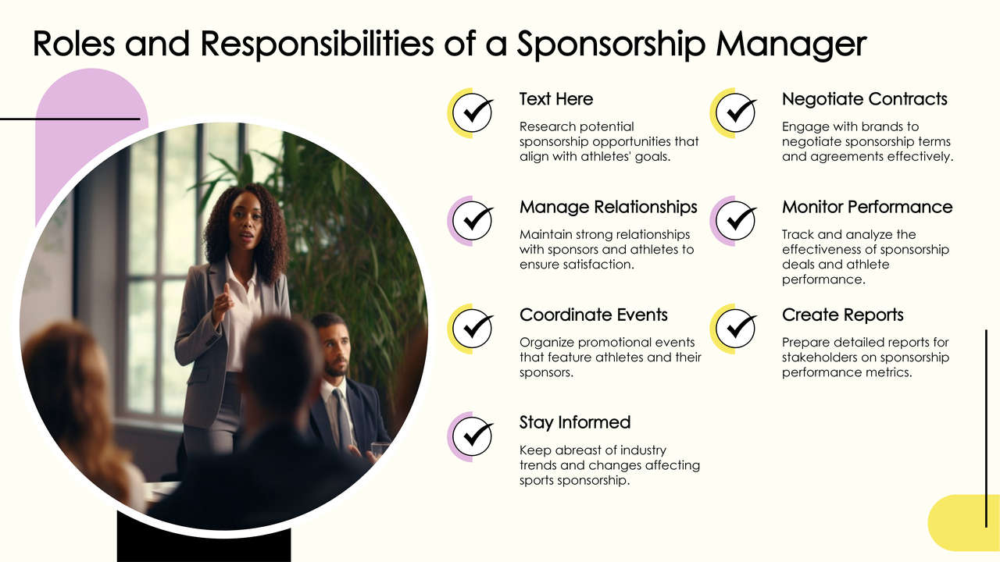 Roles and Responsibilities of a Sponsorship Manager
Text Here
Research potential
sponsorship opportunities that
align with athletes' goals.
Negotiate Contracts
Engage with brands to
negotiate sponsorship terms
and agreements effectively.
Manage Relationships
Maintain strong relationships
with sponsors and athletes to
ensure satisfaction.
Monitor Performance
Track and analyze the
effectiveness of sponsorship
deals and athlete
performance.
Coordinate Events
Organize promotional events
that feature athletes and their
sponsors.
Create Reports
Prepare detailed reports for
stakeholders on sponsorship
performance metrics.
Stay Informed
Keep abreast of industry
trends and changes affecting
sports sponsorship.